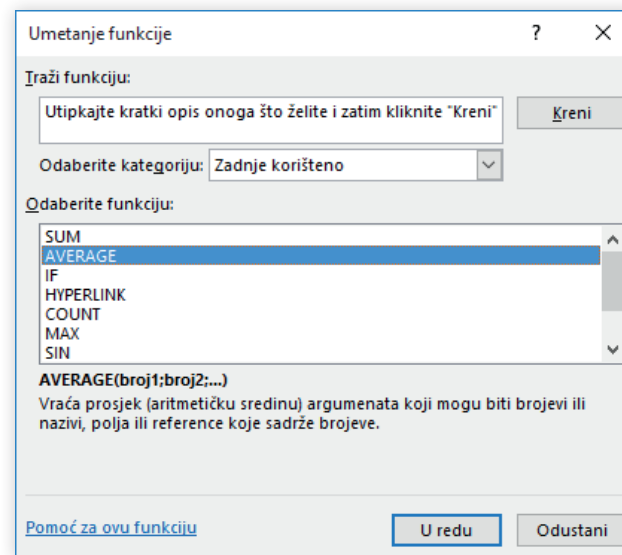 Umetanje funkcije
Traži funkciju:
Utipkajte kratki opis onoga što želite i zatim kliknite "Kreni"
Kreni
Odaberite kategoriju: Zadnje korišteno
Odaberite funkciju:
SUM
AVERAGE
IF
HYPERLINK
COUNT
MAX
SIN
AVERAGE(broj1;broj2;...)
Vraća prosjek (aritmetičku sredinu) argumenata koji mogu biti brojevi ili
nazivi, polja ili reference koje sadrže brojeve.
Pomoć za ovu funkciju
U redu
Odustani